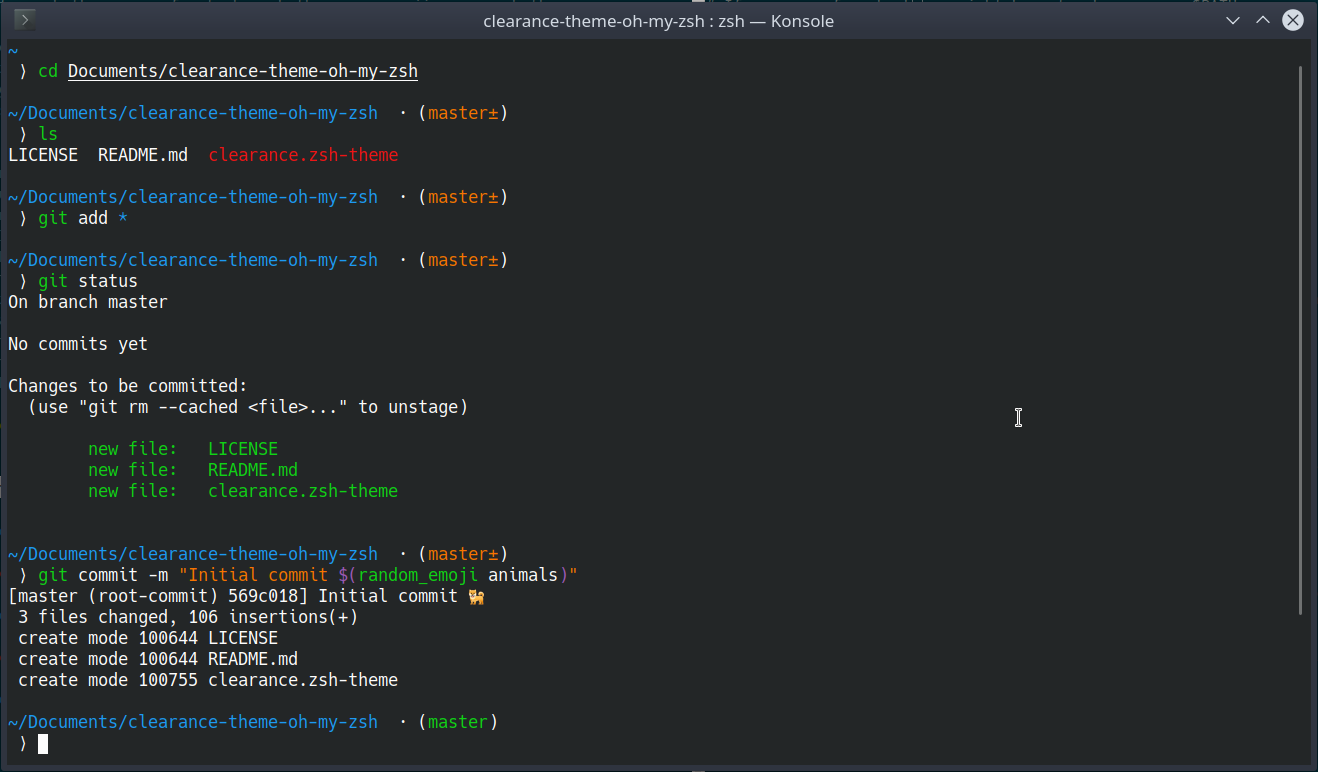 clearance-theme-oh-my-zsh : zsh — Konsole
~
⟩ cd Documents/clearance-theme-oh-my-zsh
~/Documents/clearance-theme-oh-my-zsh · (master±)
⟩ ls
LICENSE README.md clearance.zsh-theme
~/Documents/clearance-theme-oh-my-zsh · (master±)
⟩ git add *
~/Documents/clearance-theme-oh-my-zsh · (master±)
⟩ git status
On branch master
No commits yet
Changes to be committed:
(use "git rm --cached <file>..." to unstage)
new file: LICENSE
new file: README.md
new file: clearance.zsh-theme
~/Documents/clearance-theme-oh-my-zsh · (master±)
⟩ git commit -m "Initial commit $(random_emoji animals)"
[master (root-commit) 569c018] Initial commit 🐈
3 files changed, 106 insertions(+)
create mode 100644 LICENSE
create mode 100644 README.md
create mode 100755 clearance.zsh-theme
~/Documents/clearance-theme-oh-my-zsh · (master)
⟩